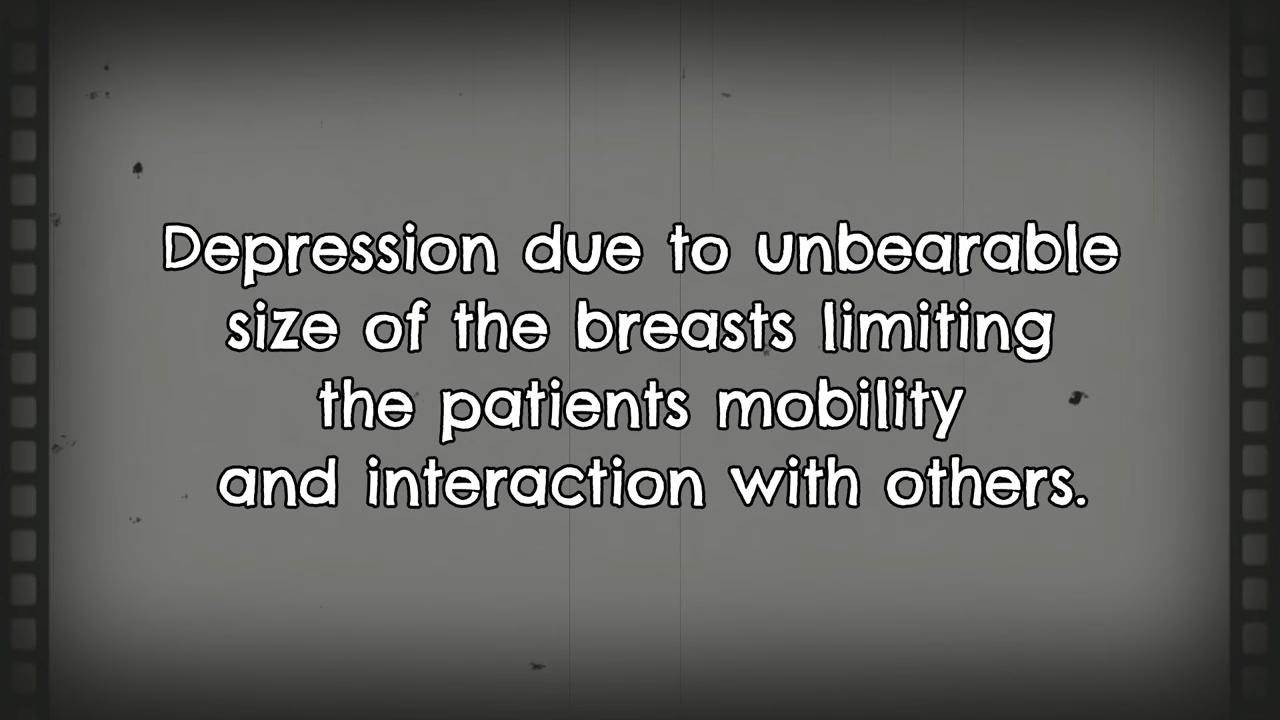 Depression due to unbearable
size of the breasts limiting
the patients mobility
and interaction with others.